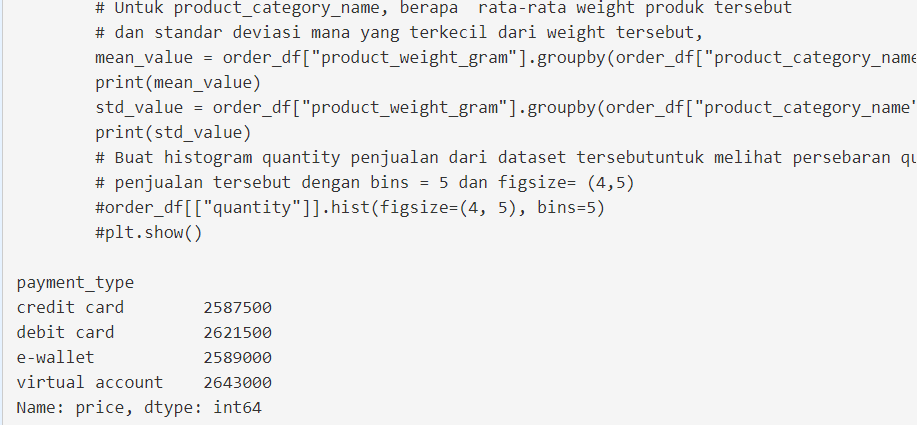 # Untuk product_category_name, berapa  rata-rata weight produk tersebut
# dan standar deviasi mana yang terkecil dari weight tersebut,
mean_value = order_df["product_weight_gram"].groupby(order_df["product_category_name
print(mean_value)
std_value = order_df["product_weight_gram"].groupby(order_df["product_category_name"
print(std_value)
# Buat histogram quantity penjualan dari dataset tersebutuntuk melihat persebaran
# penjualan tersebut dengan bins = 5 dan figsize= (4,5)
#order_df[["quantity"]].hist(figsize=(4, 5), bins=5)
#plt.show()
payment_type
credit card        2587500
debit card         2621500
e-wallet           2589000
virtual account    2643000
Name: price, dtype: int64